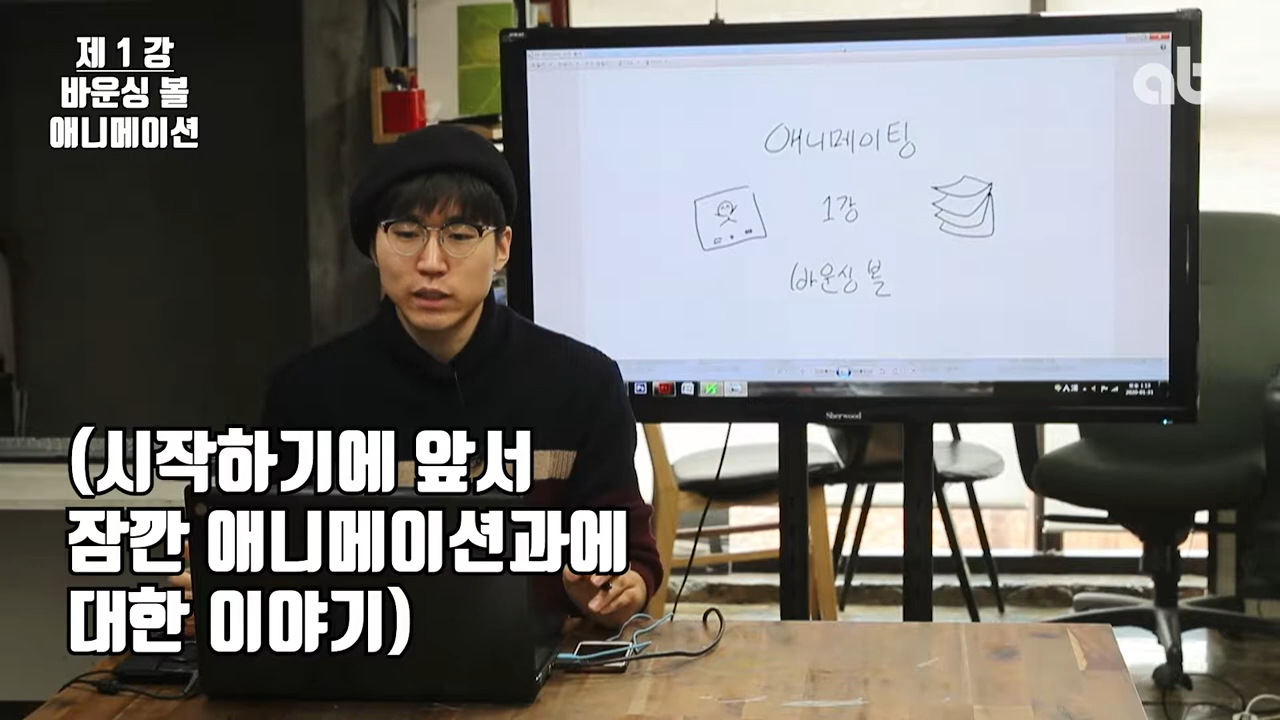 제 1 강
바운싱 볼
애니메이션
애니메이팅
1강
바운싱 볼
Sherwood
(시작하기에 앞서
잠깐 애니메이션과에
대한 이야기)